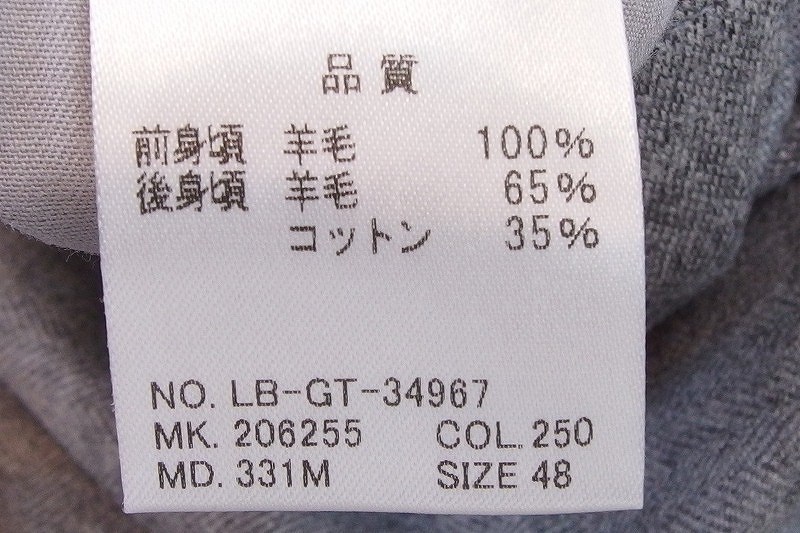 品質
前身頃 羊毛 100%
後身頃 羊毛 65%
コットン 35%
NO. LB-GT-34967
MK. 206255 COL. 250
MD. 331M SIZE 48